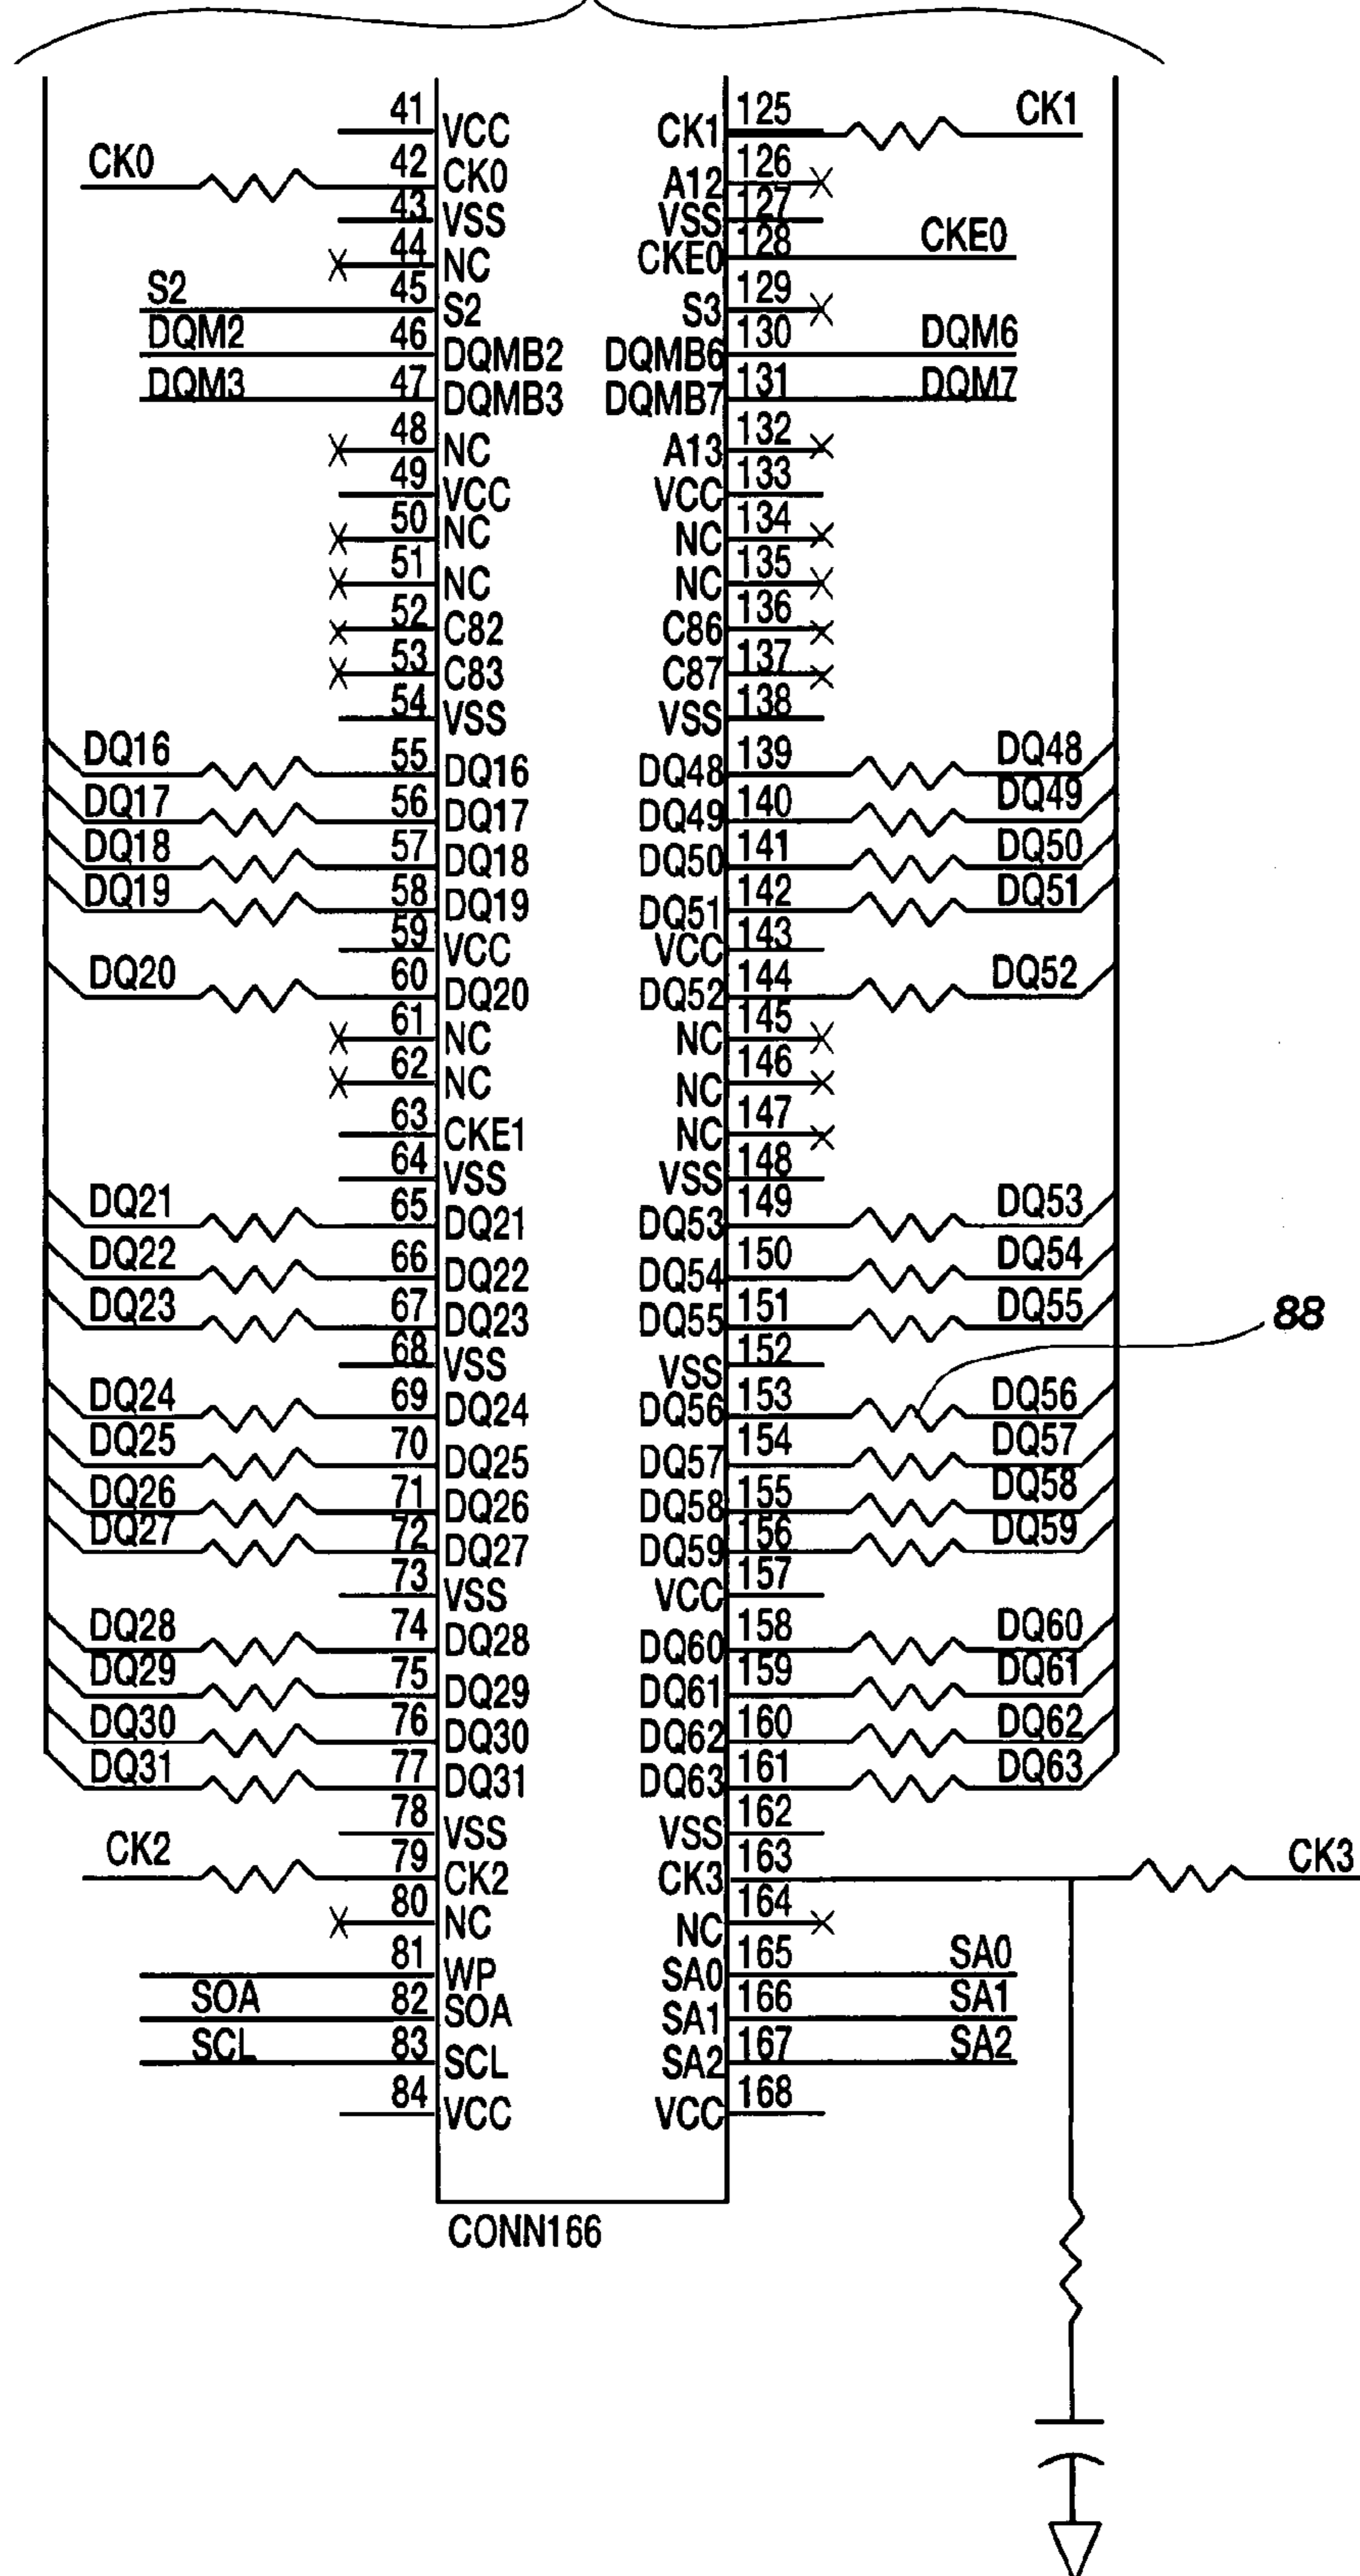 41 VCC CK1 125 CK1
CK0 42 CK0 A12 126
43 VSS VSS 127
44 NC CKE0 128 CKE0
S2 45 S2 S3 129
DQM2 46 DQMB2 DQMB6 130 DQM6
DQM3 47 DQMB3 DQMB7 131 DQM7
48 NC A13 132
49 VCC VCC 133
50 NC NC 134
51 NC NC 135
52 C82 C86 136
53 C83 C87 137
54 VSS VSS 138
DQ16 55 DQ16 DQ48 139 DQ48
DQ17 56 DQ17 DQ49 140 DQ49
DQ18 57 DQ18 DQ50 141 DQ50
DQ19 58 DQ19 DQ51 142 DQ51
59 VCC VCC 143
DQ20 60 DQ20 DQ52 144 DQ52
61 NC NC 145
62 NC NC 146
63 CKE1 NC 147
64 VSS VSS 148
DQ21 65 DQ21 DQ53 149 DQ53
DQ22 66 DQ22 DQ54 150 DQ54
DQ23 67 DQ23 DQ55 151 DQ55
88
68 VSS VSS 152
DQ24 69 DQ24 DQ56 153 DQ56
DQ25 70 DQ25 DQ57 154 DQ57
DQ26 71 DQ26 DQ58 155 DQ58
DQ27 72 DQ27 DQ59 156 DQ59
73 VSS VCC 157
DQ28 74 DQ28 DQ60 158 DQ60
DQ29 75 DQ29 DQ61 159 DQ61
DQ30 76 DQ30 DQ62 160 DQ62
DQ31 77 DQ31 DQ63 161 DQ63
78 VSS VSS 162
CK2 79 CK2 CK3 163 CK3
80 NC NC 164
81 WP SA0 165 SA0
SOA 82 SOA SA1 166 SA1
SCL 83 SCL SA2 167 SA2
84 VCC VCC 168
CONN166